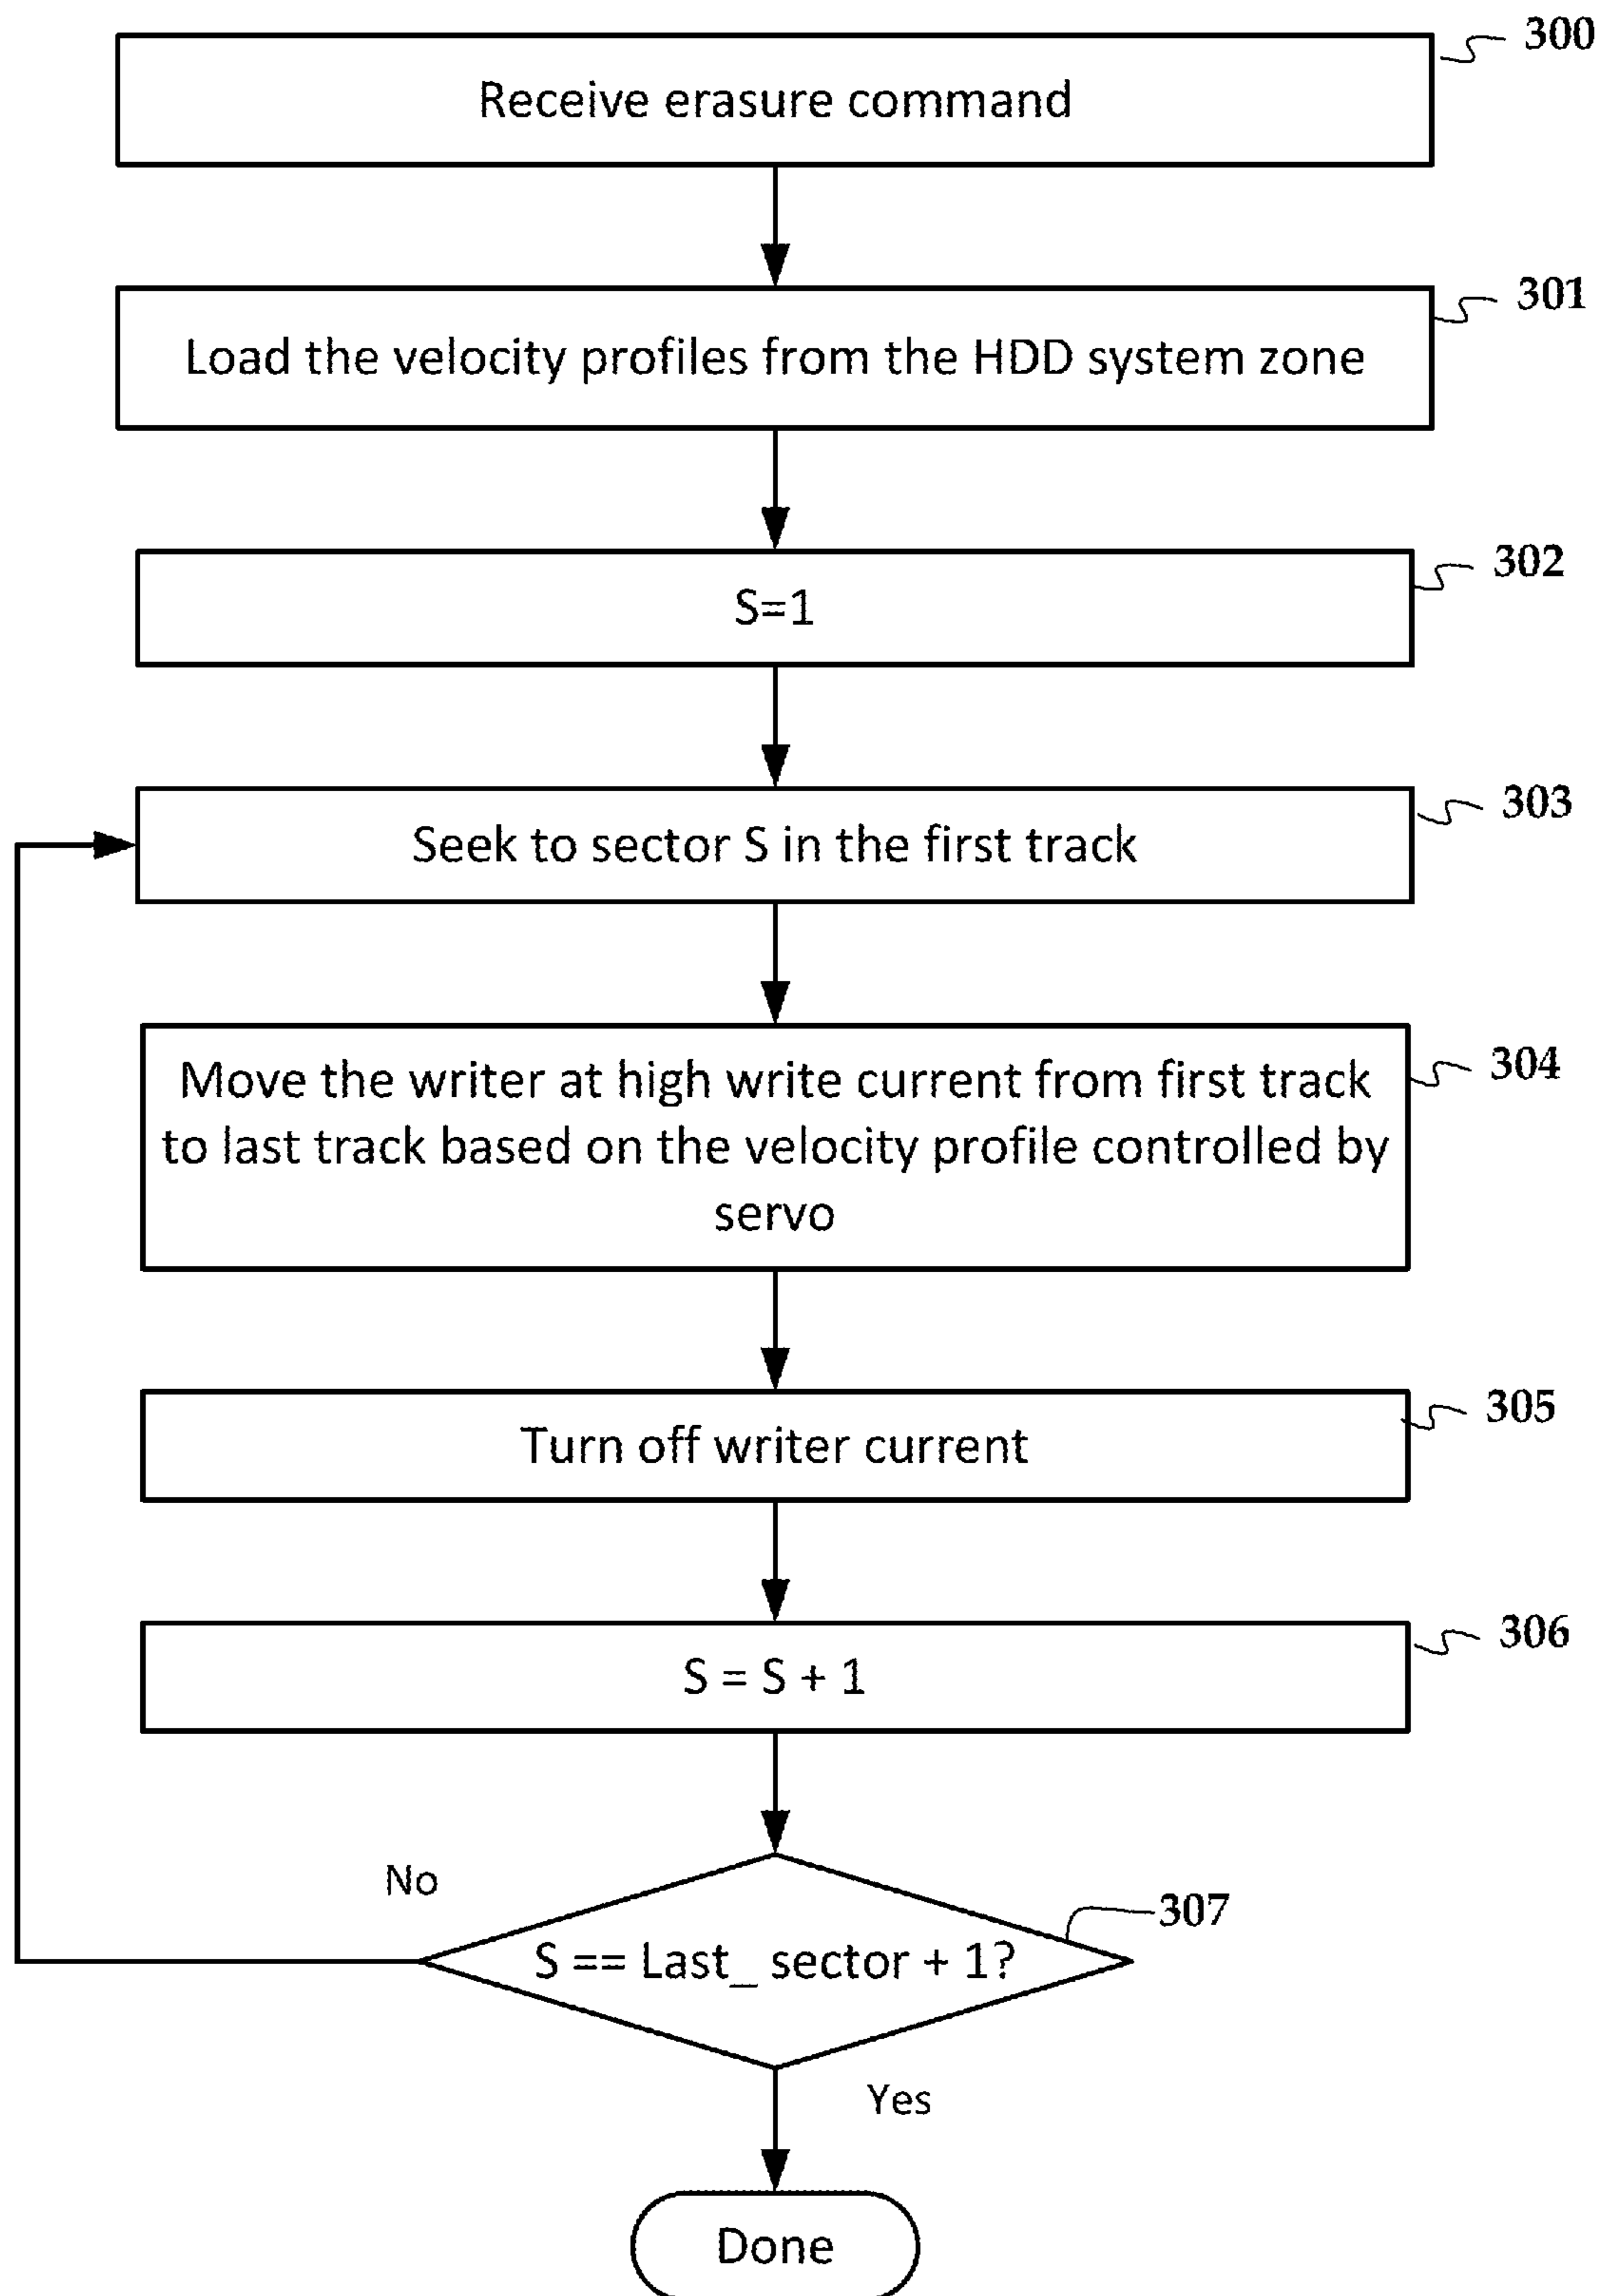 300
Receive erasure command
301
Load the velocity profiles from the HDD system zone
302
S=1
303
Seek to sector S in the first track
304
Move the writer at high write current from first track
to last track based on the velocity profile controlled by
servo
305
Turn off writer current
306
S = S + 1
No
307
S == Last_ sector + 1?
Yes
Done